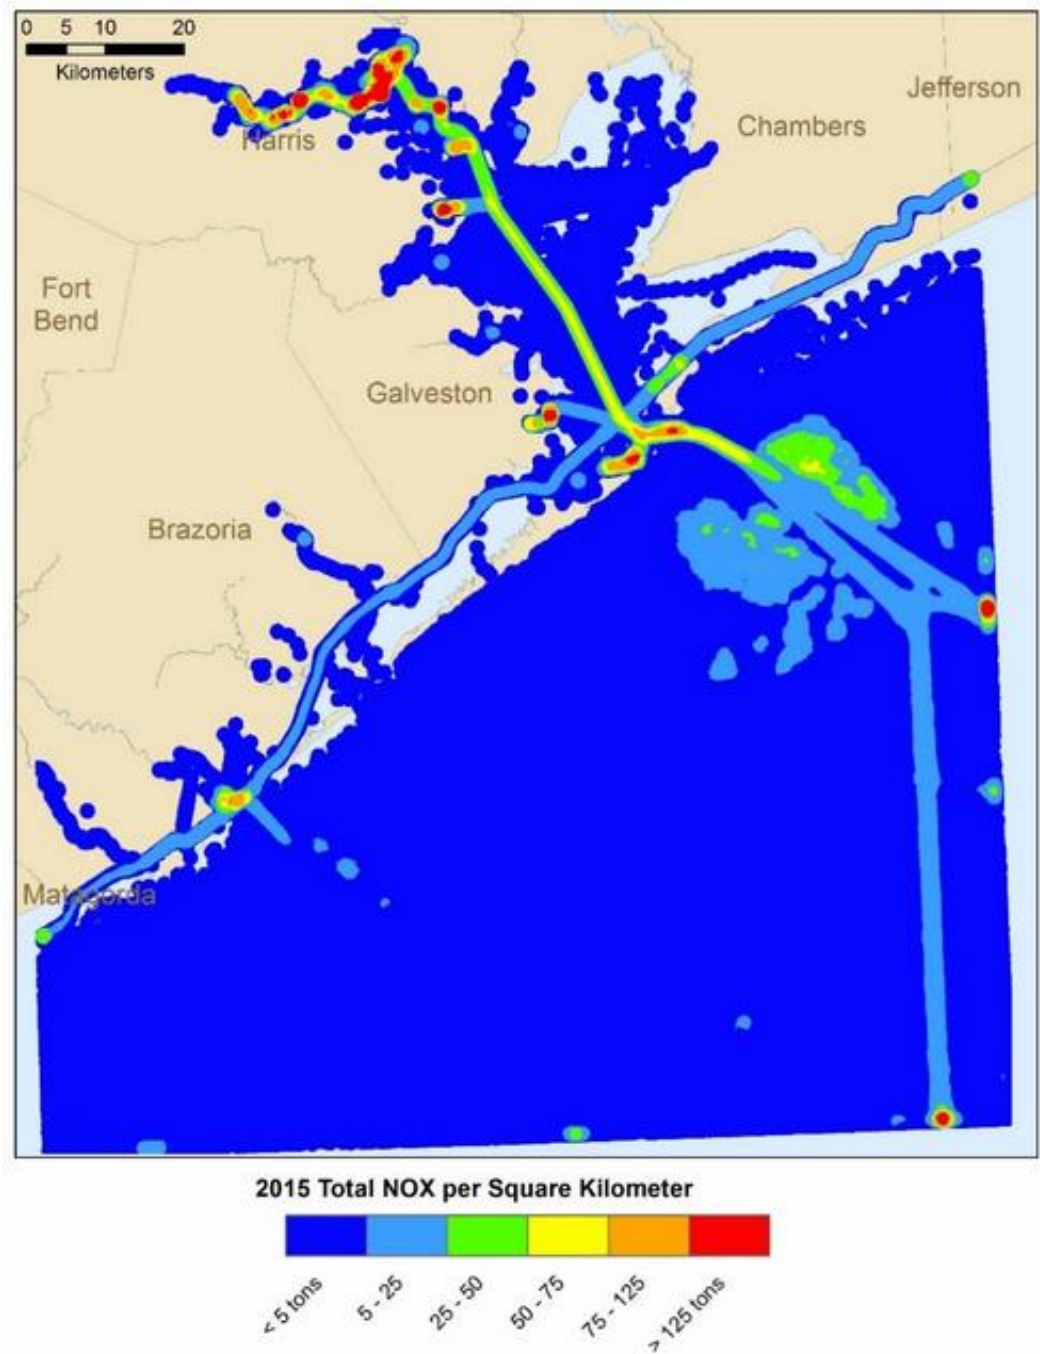 0 5 10 20
Kilometers
Jefferson
Chambers
Harris
Fort
Bend
Galveston
Brazoria
Matagorda
2015 Total NOX per Square Kilometer
< 5 tons
5 - 25
25 - 50
50 - 75
75 - 125
> 125 tons